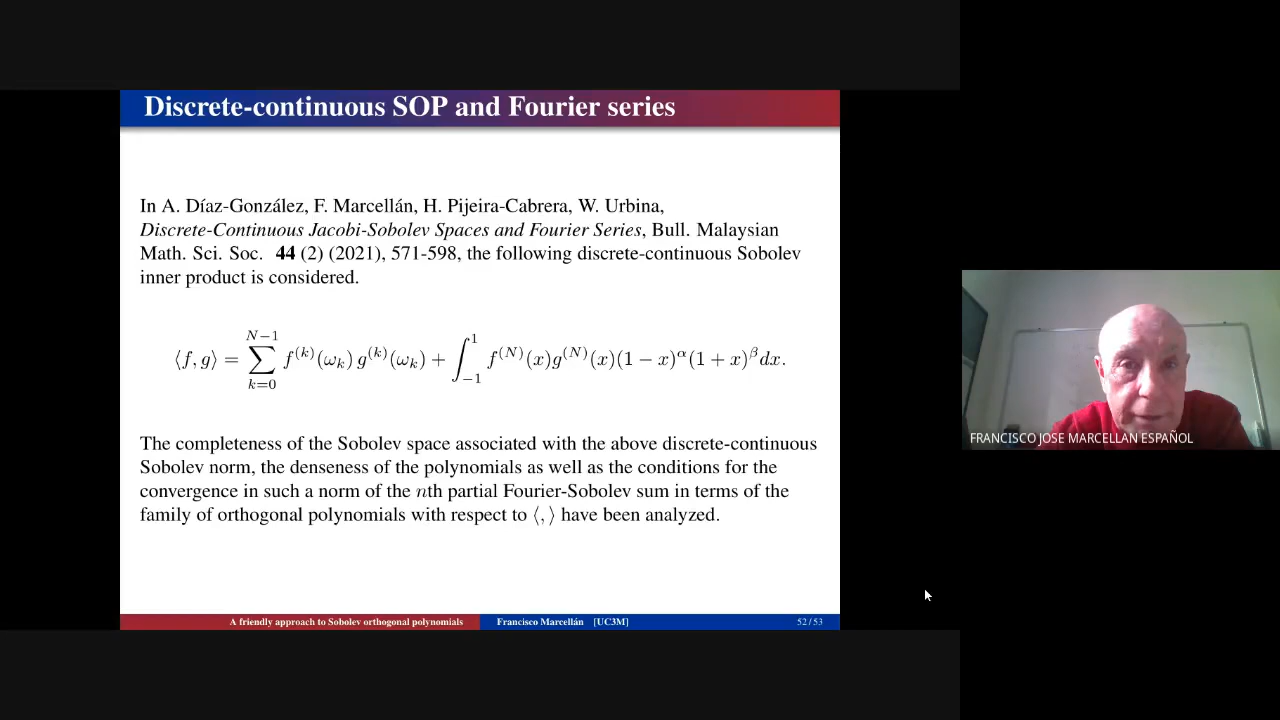 Discrete-continuous SOP and Fourier series
In A. Díaz-González, F. Marcellán, H. Pijeira-Cabrera, W. Urbina,
Discrete-Continuous Jacobi-Sobolev Spaces and Fourier Series, Bull. Malaysian
Math. Sci. Soc. 44 (2) (2021), 571-598, the following discrete-continuous Sobolev
inner product is considered.
⟨f, g⟩ = ∑_{k=0}^{N−1} f^{(k)}(ω_k) g^{(k)}(ω_k) + ∫_{−1}^{1} f^{(N)}(x)g^{(N)}(x)(1 − x)^α(1 + x)^β dx.
The completeness of the Sobolev space associated with the above discrete-continuous
Sobolev norm, the denseness of the polynomials as well as the conditions for the
convergence in such a norm of the nth partial Fourier-Sobolev sum in terms of the
family of orthogonal polynomials with respect to ⟨, ⟩ have been analyzed.
A friendly approach to Sobolev orthogonal polynomials Francisco Marcellán [UC3M] 52 / 53
FRANCISCO JOSE MARCELLAN ESPAÑOL